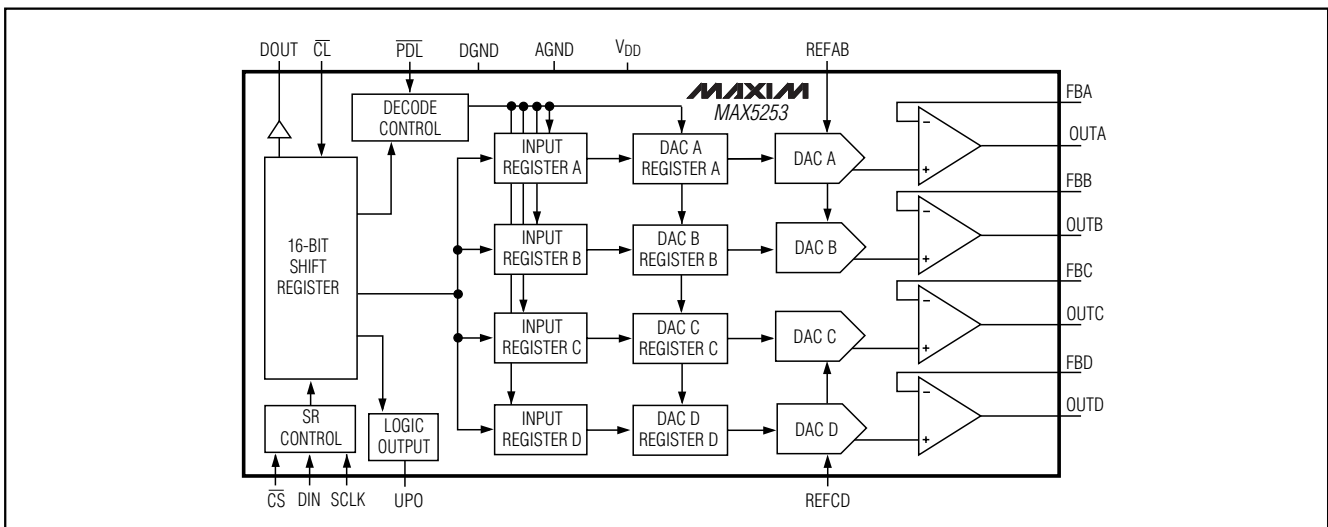 DOUT
CL
PDL
DGND
AGND
VDD
REFAB
MAXIM
MAX5253
FBA
DECODE
CONTROL
OUTA
INPUT
REGISTER A
DAC A
REGISTER A
DAC A
−
+
FBB
16-BIT
SHIFT
REGISTER
INPUT
REGISTER B
DAC B
REGISTER B
DAC B
−
+
OUTB
FBC
INPUT
REGISTER C
DAC C
REGISTER C
DAC C
−
+
OUTC
FBD
SR
CONTROL
LOGIC
OUTPUT
INPUT
REGISTER D
DAC D
REGISTER D
DAC D
−
+
OUTD
CS
DIN
SCLK
UPO
REFCD